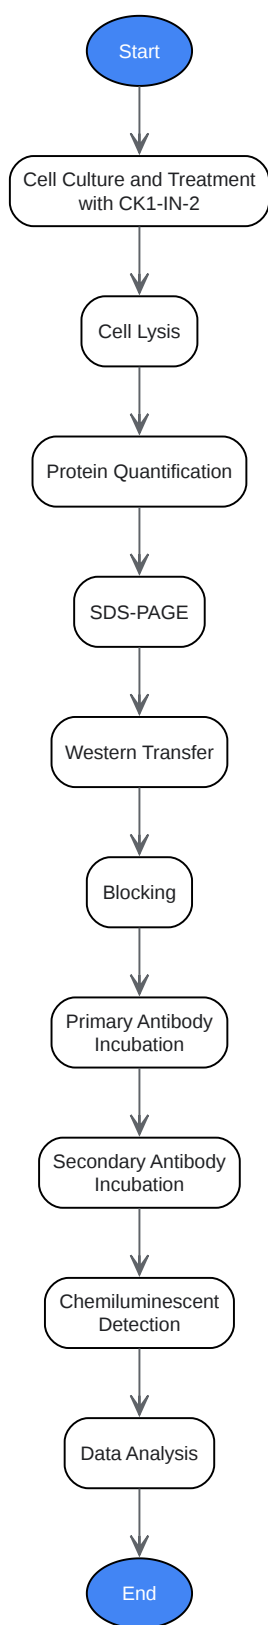 Start
Cell Culture and Treatment
with CK1-IN-2
Cell Lysis
Protein Quantification
SDS-PAGE
Western Transfer
Blocking
Primary Antibody
Incubation
Secondary Antibody
Incubation
Chemiluminescent
Detection
Data Analysis
End